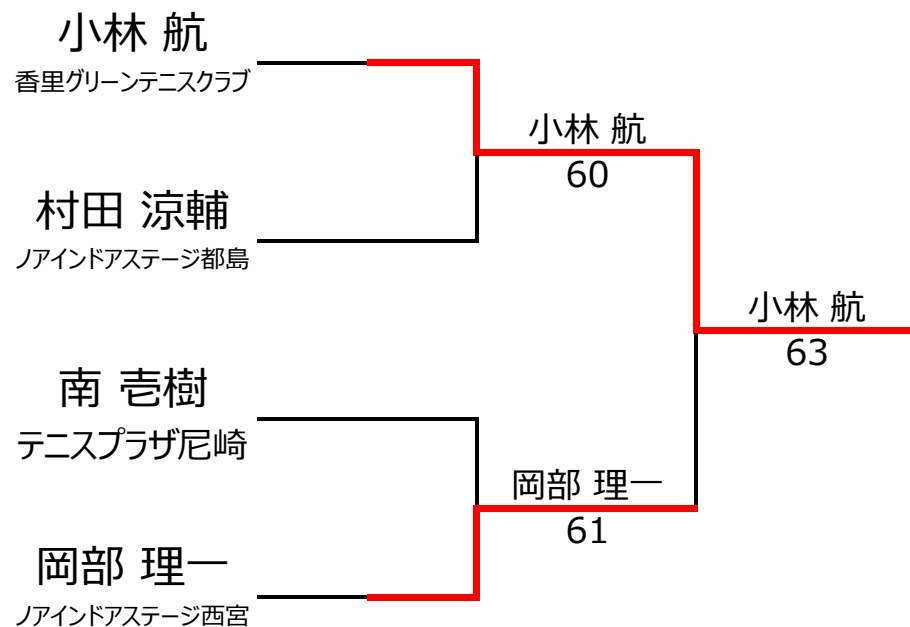 小林 航
香里グリーンテニスクラブ
小林 航
60
村田 涼輔
ノアインドアステージ都島
小林 航
63
南 壱樹
テニスプラザ尼崎
岡部 理一
61
岡部 理一
ノアインドアステージ西宮